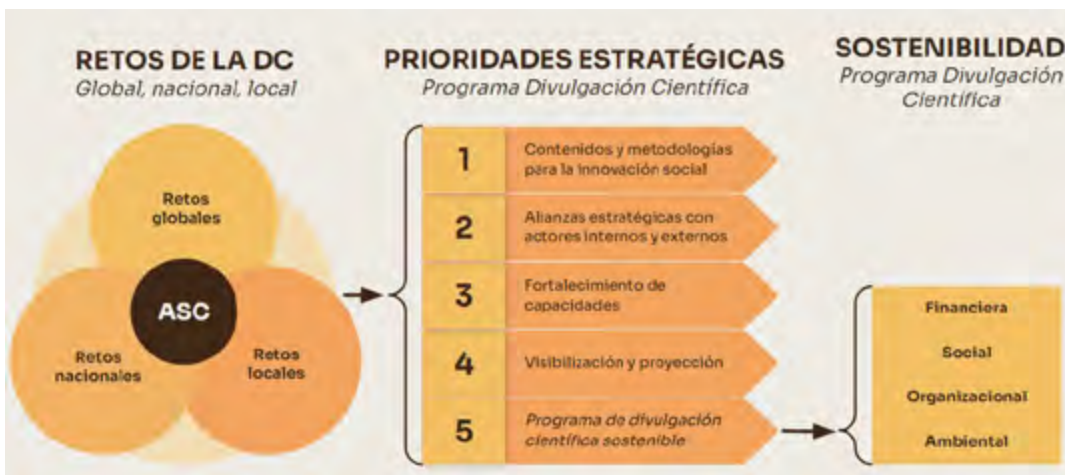 RETOS DE LA DC
Global, nacional, local
Retos
globales
ASC
Retos
nacionales
Retos
locales
PRIORIDADES ESTRATÉGICAS
Programa Divulgación Científica
1
Contenidos y metodologías
para la innovación social
2
Alianzas estratégicas con
actores internos y externos
3
Fortalecimiento de
capacidades
4
Visibilización y proyección
5
Programa de divulgación
científica sostenible
SOSTENIBILIDAD
Programa Divulgación
Científica
Financiera
Social
Organizacional
Ambiental